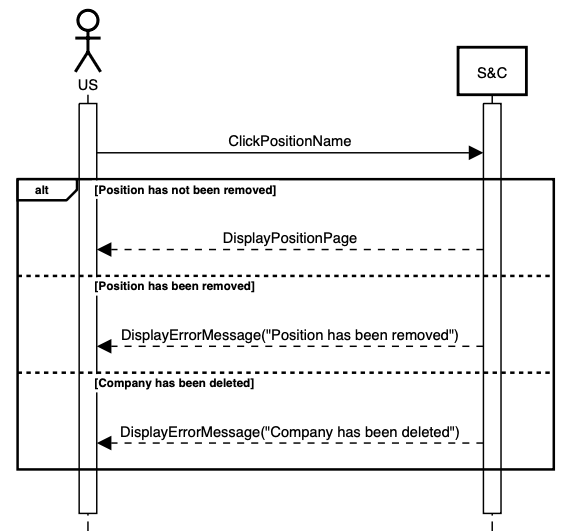 US
S&C
ClickPositionName
alt
[Position has not been removed]
DisplayPositionPage
[Position has been removed]
DisplayErrorMessage("Position has been removed")
[Company has been deleted]
DisplayErrorMessage("Company has been deleted")